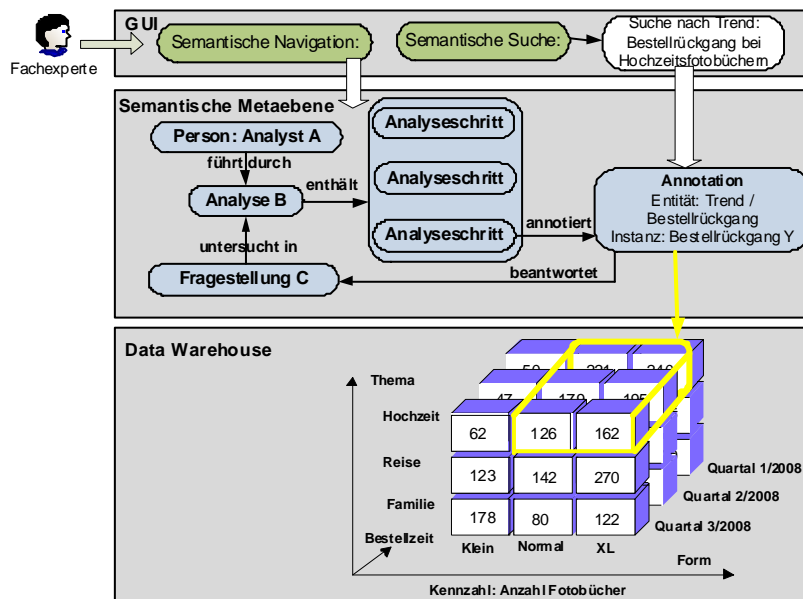 GUI
Fachexperte
Semantische Navigation:
Semantische Suche:
Suche nach Trend:
Bestellrückgang bei
Hochzeitsfotobüchern
Semantische Metaebene
Person: Analyst A
führt durch
Analyse B
enthält
untersucht in
Fragestellung C
Analyseschritt
Analyseschritt
Analyseschritt
annotiert
beantwortet
Annotation
Entität: Trend /
Bestellrückgang
Instanz: Bestellrückgang Y
Data Warehouse
Thema
Hochzeit
Reise
Familie
Bestellzeit
62 126 162
123 142 270
178 80 122
Klein Normal XL
Quartal 1/2008
Quartal 2/2008
Quartal 3/2008
Form
Kennzahl: Anzahl Fotobücher